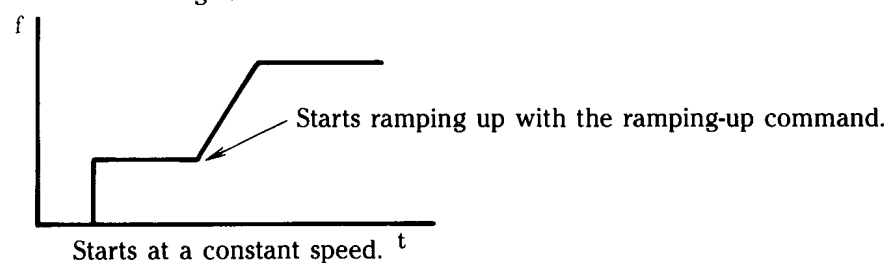 f
Starts ramping up with the ramping-up command.
Starts at a constant speed. t